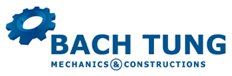 BACH TUNG
MECHANICS & CONSTRUCTIONS